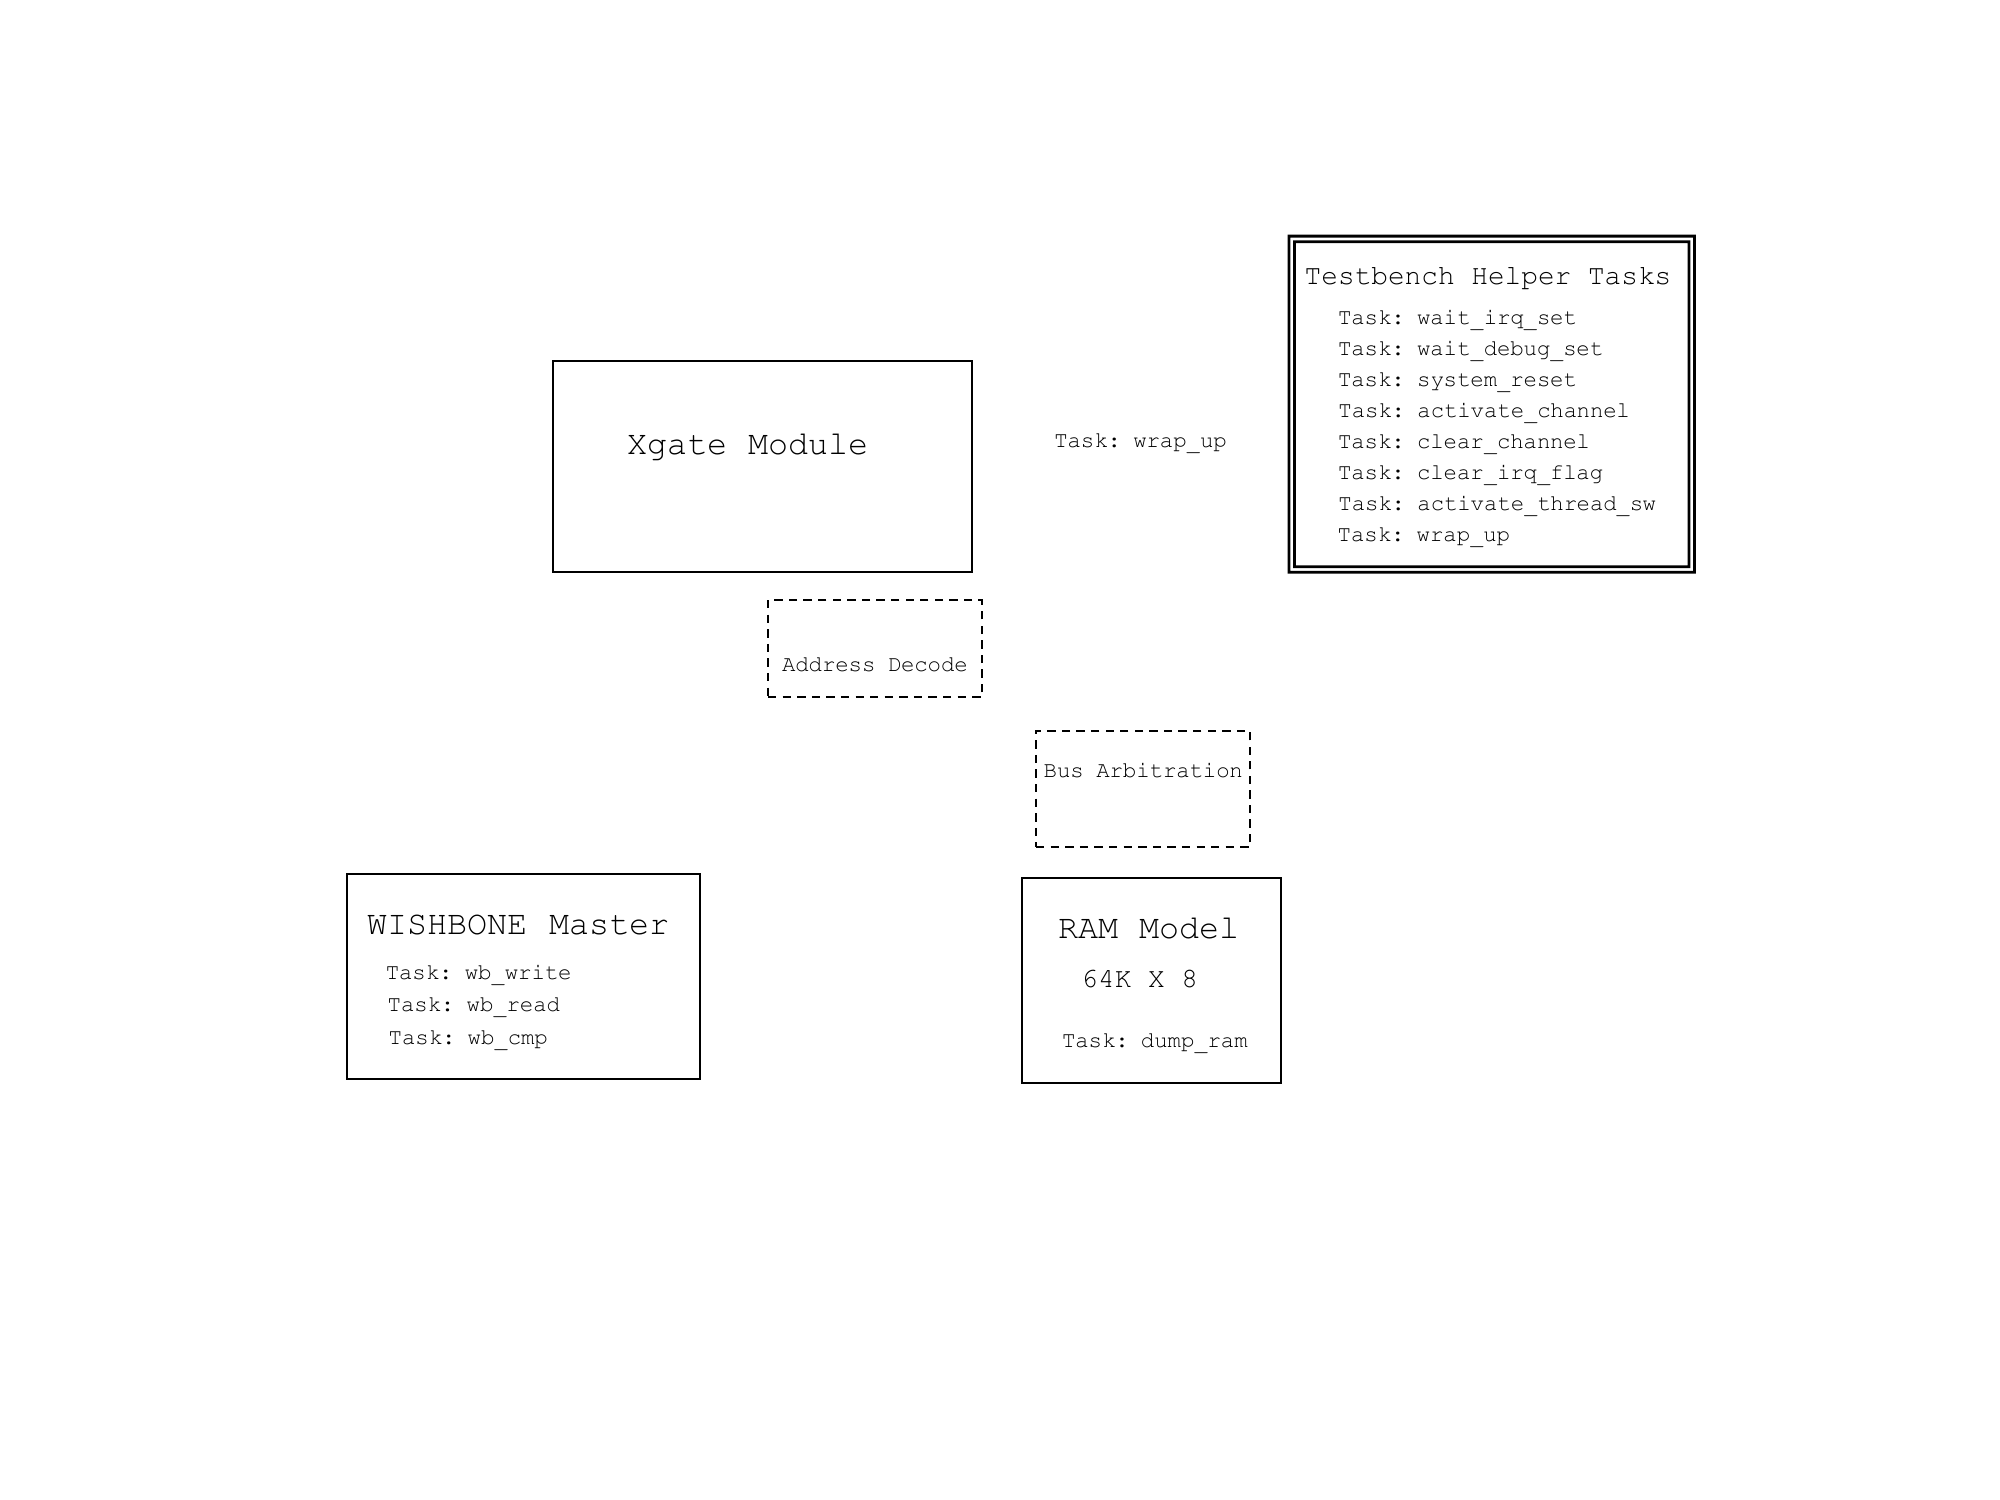 Testbench Helper Tasks
Task: wait_irq_set
Task: wait_debug_set
Task: system_reset
Task: activate_channel
Task: clear_channel
Task: clear_irq_flag
Task: activate_thread_sw
Task: wrap_up
Xgate Module
Task: wrap_up
Address Decode
Bus Arbitration
WISHBONE Master
Task: wb_write
Task: wb_read
Task: wb_cmp
RAM Model
64K X 8
Task: dump_ram